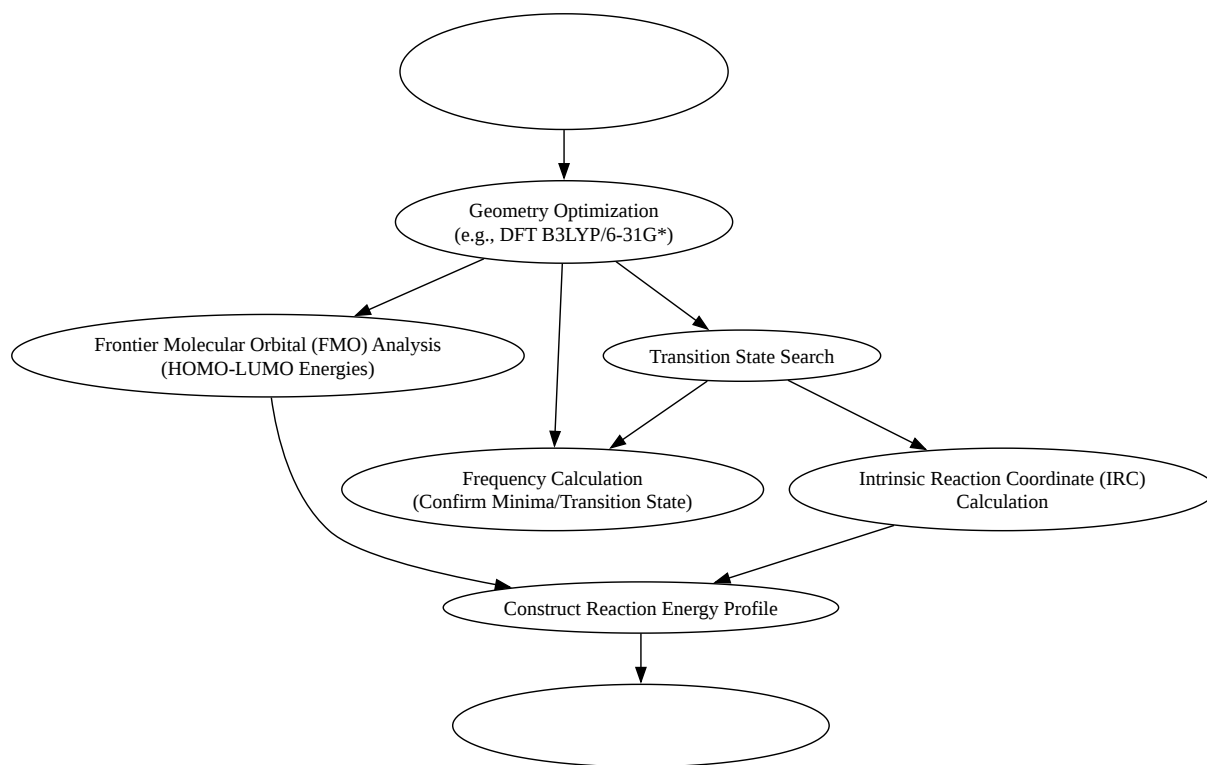 Geometry Optimization
(e.g., DFT B3LYP/6-31G*)
Frontier Molecular Orbital (FMO) Analysis
(HOMO-LUMO Energies)
Transition State Search
Frequency Calculation
(Confirm Minima/Transition State)
Intrinsic Reaction Coordinate (IRC)
Calculation
Construct Reaction Energy Profile